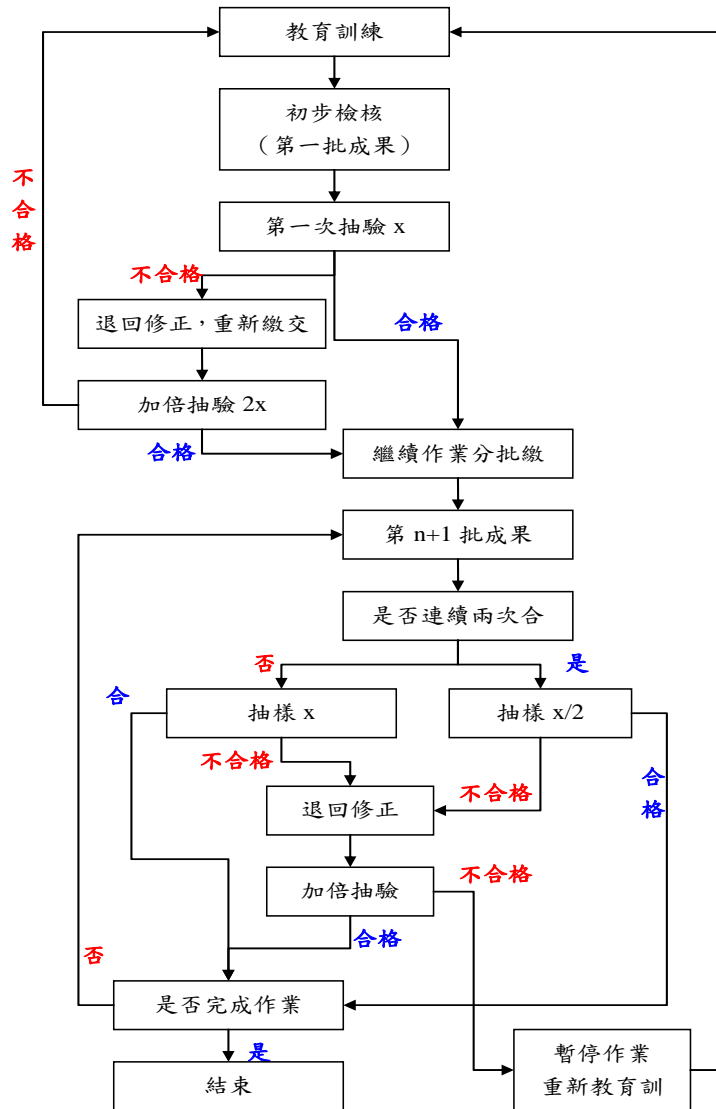 教育訓練
初步檢核
（第一批成果）
不
合
格
第一次抽驗 x
不合格
退回修正，重新繳交
合格
加倍抽驗 2x
合格
繼續作業分批繳
第 n+1 批成果
是否連續兩次合
否
是
合
抽樣 x
抽樣 x/2
不合格
不合格
合
格
退回修正
加倍抽驗
不合格
合格
否
是否完成作業
是
結束
暫停作業
重新教育訓